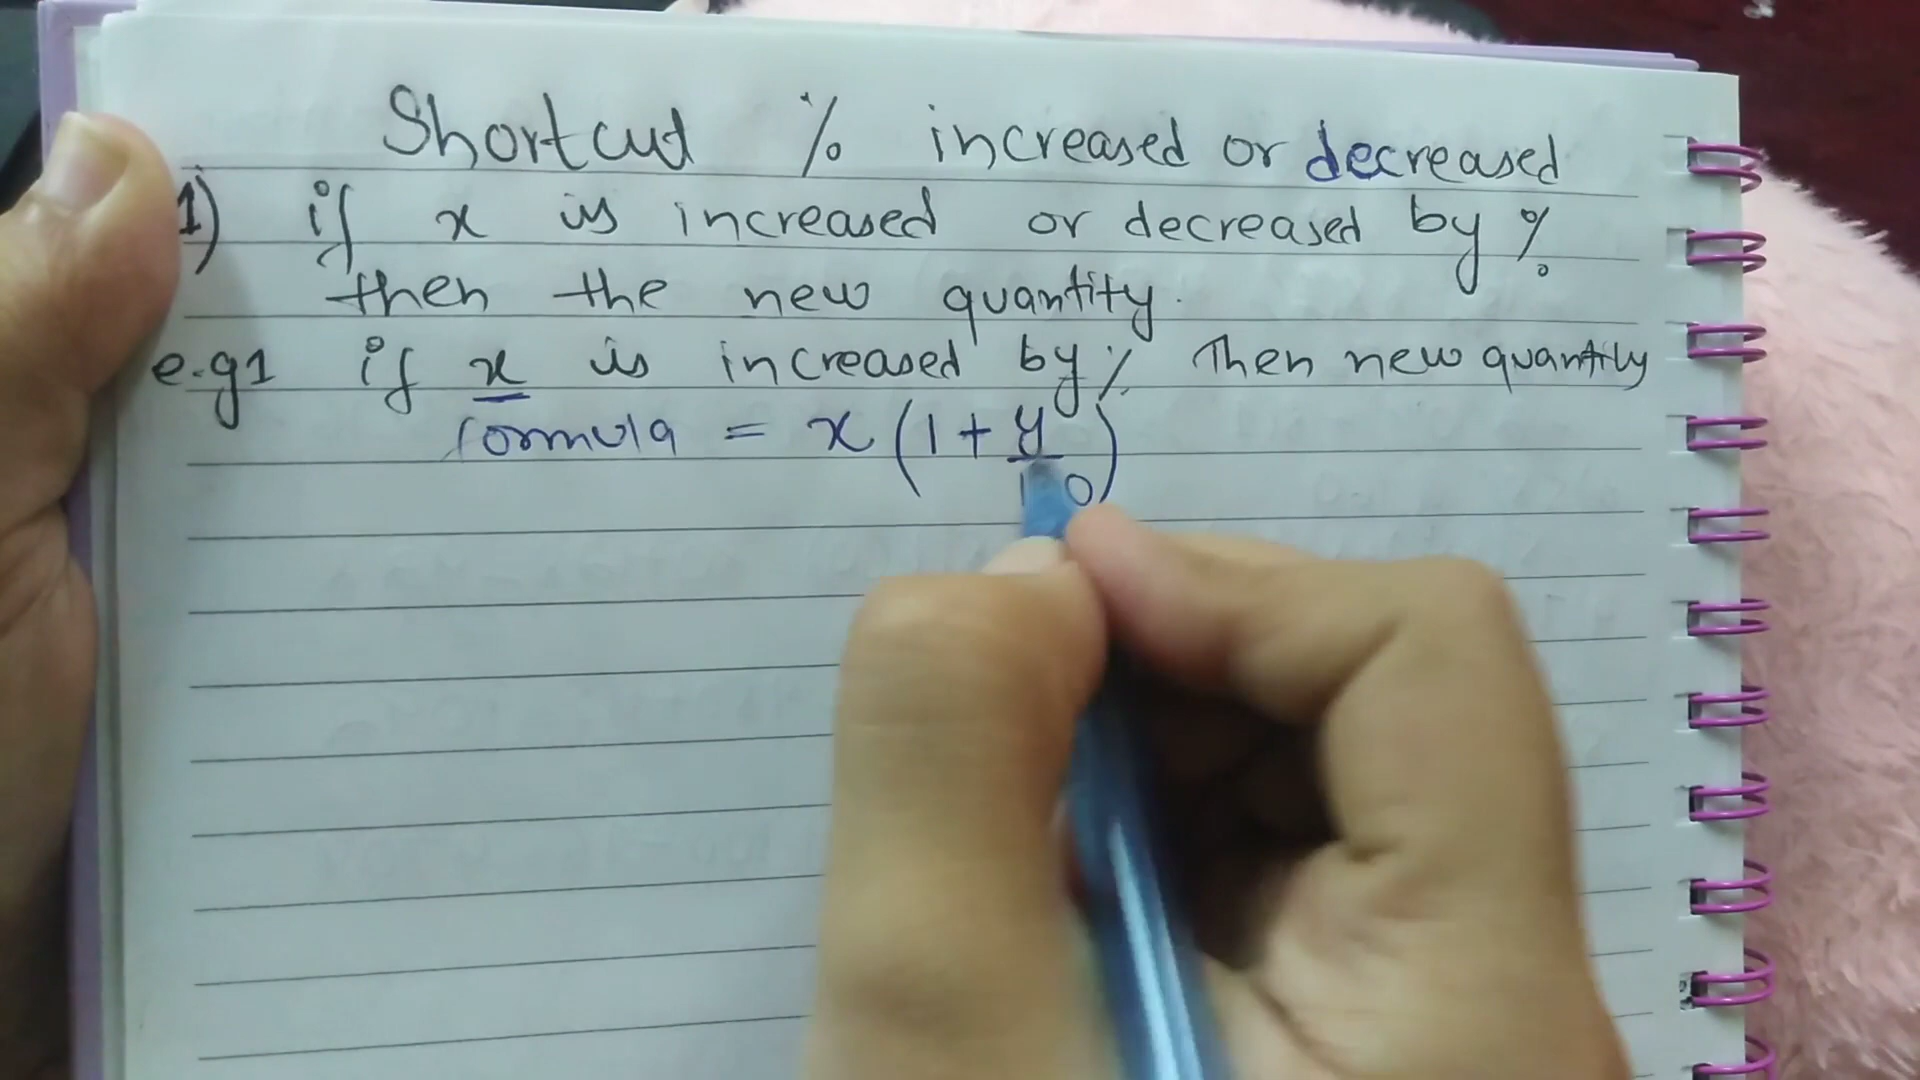 Shortcut % increased or decreased
1) if x is increased or decreased by %
then the new quantity.
e.g1 if x is increased by % Then new quantity
formula = x(1+y/100)